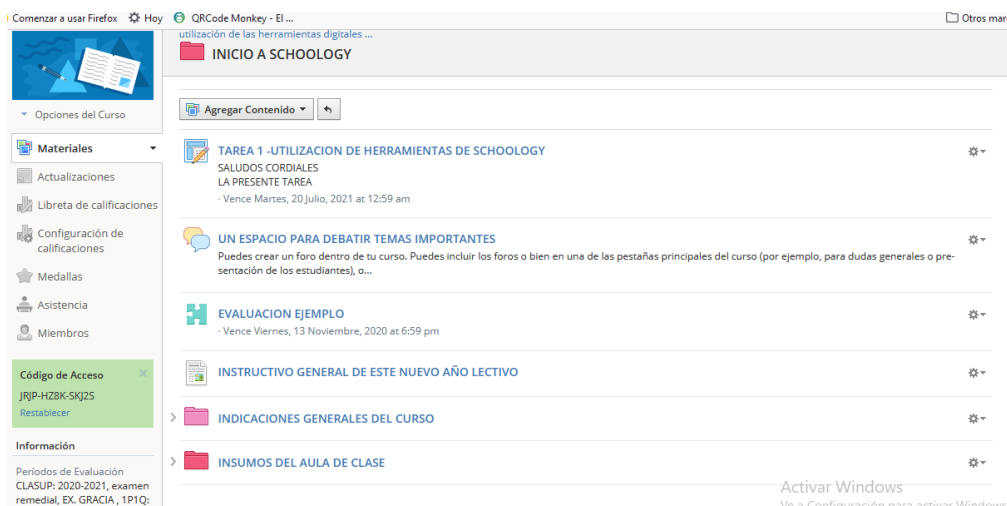 Comenzar a usar Firefox Hoy QRCode Monkey - El ... Otros mar
utilización de las herramientas digitales ...
INICIO A SCHOOLOGY
Opciones del Curso
Agregar Contenido
Materiales
Actualizaciones
Libreta de calificaciones
Configuración de
calificaciones
Medallas
Asistencia
Miembros
Código de Acceso
JRJP-HZ8K-SKJ2S
Restablecer
Información
Períodos de Evaluación
CLASUP: 2020-2021, examen
remedial, EX. GRACIA , 1P1Q:
TAREA 1 -UTILIZACION DE HERRAMIENTAS DE SCHOOLOGY
SALUDOS CORDIALES
LA PRESENTE TAREA
· Vence Martes, 20 Julio, 2021 at 12:59 am
UN ESPACIO PARA DEBATIR TEMAS IMPORTANTES
Puedes crear un foro dentro de tu curso. Puedes incluir los foros o bien en una de las pestañas principales del curso (por ejemplo, para dudas generales o pre-
sentación de los estudiantes), o...
EVALUACION EJEMPLO
· Vence Viernes, 13 Noviembre, 2020 at 6:59 pm
INSTRUCTIVO GENERAL DE ESTE NUEVO AÑO LECTIVO
INDICACIONES GENERALES DEL CURSO
INSUMOS DEL AULA DE CLASE
Activar Windows
Ve a Configuración para activar Windows